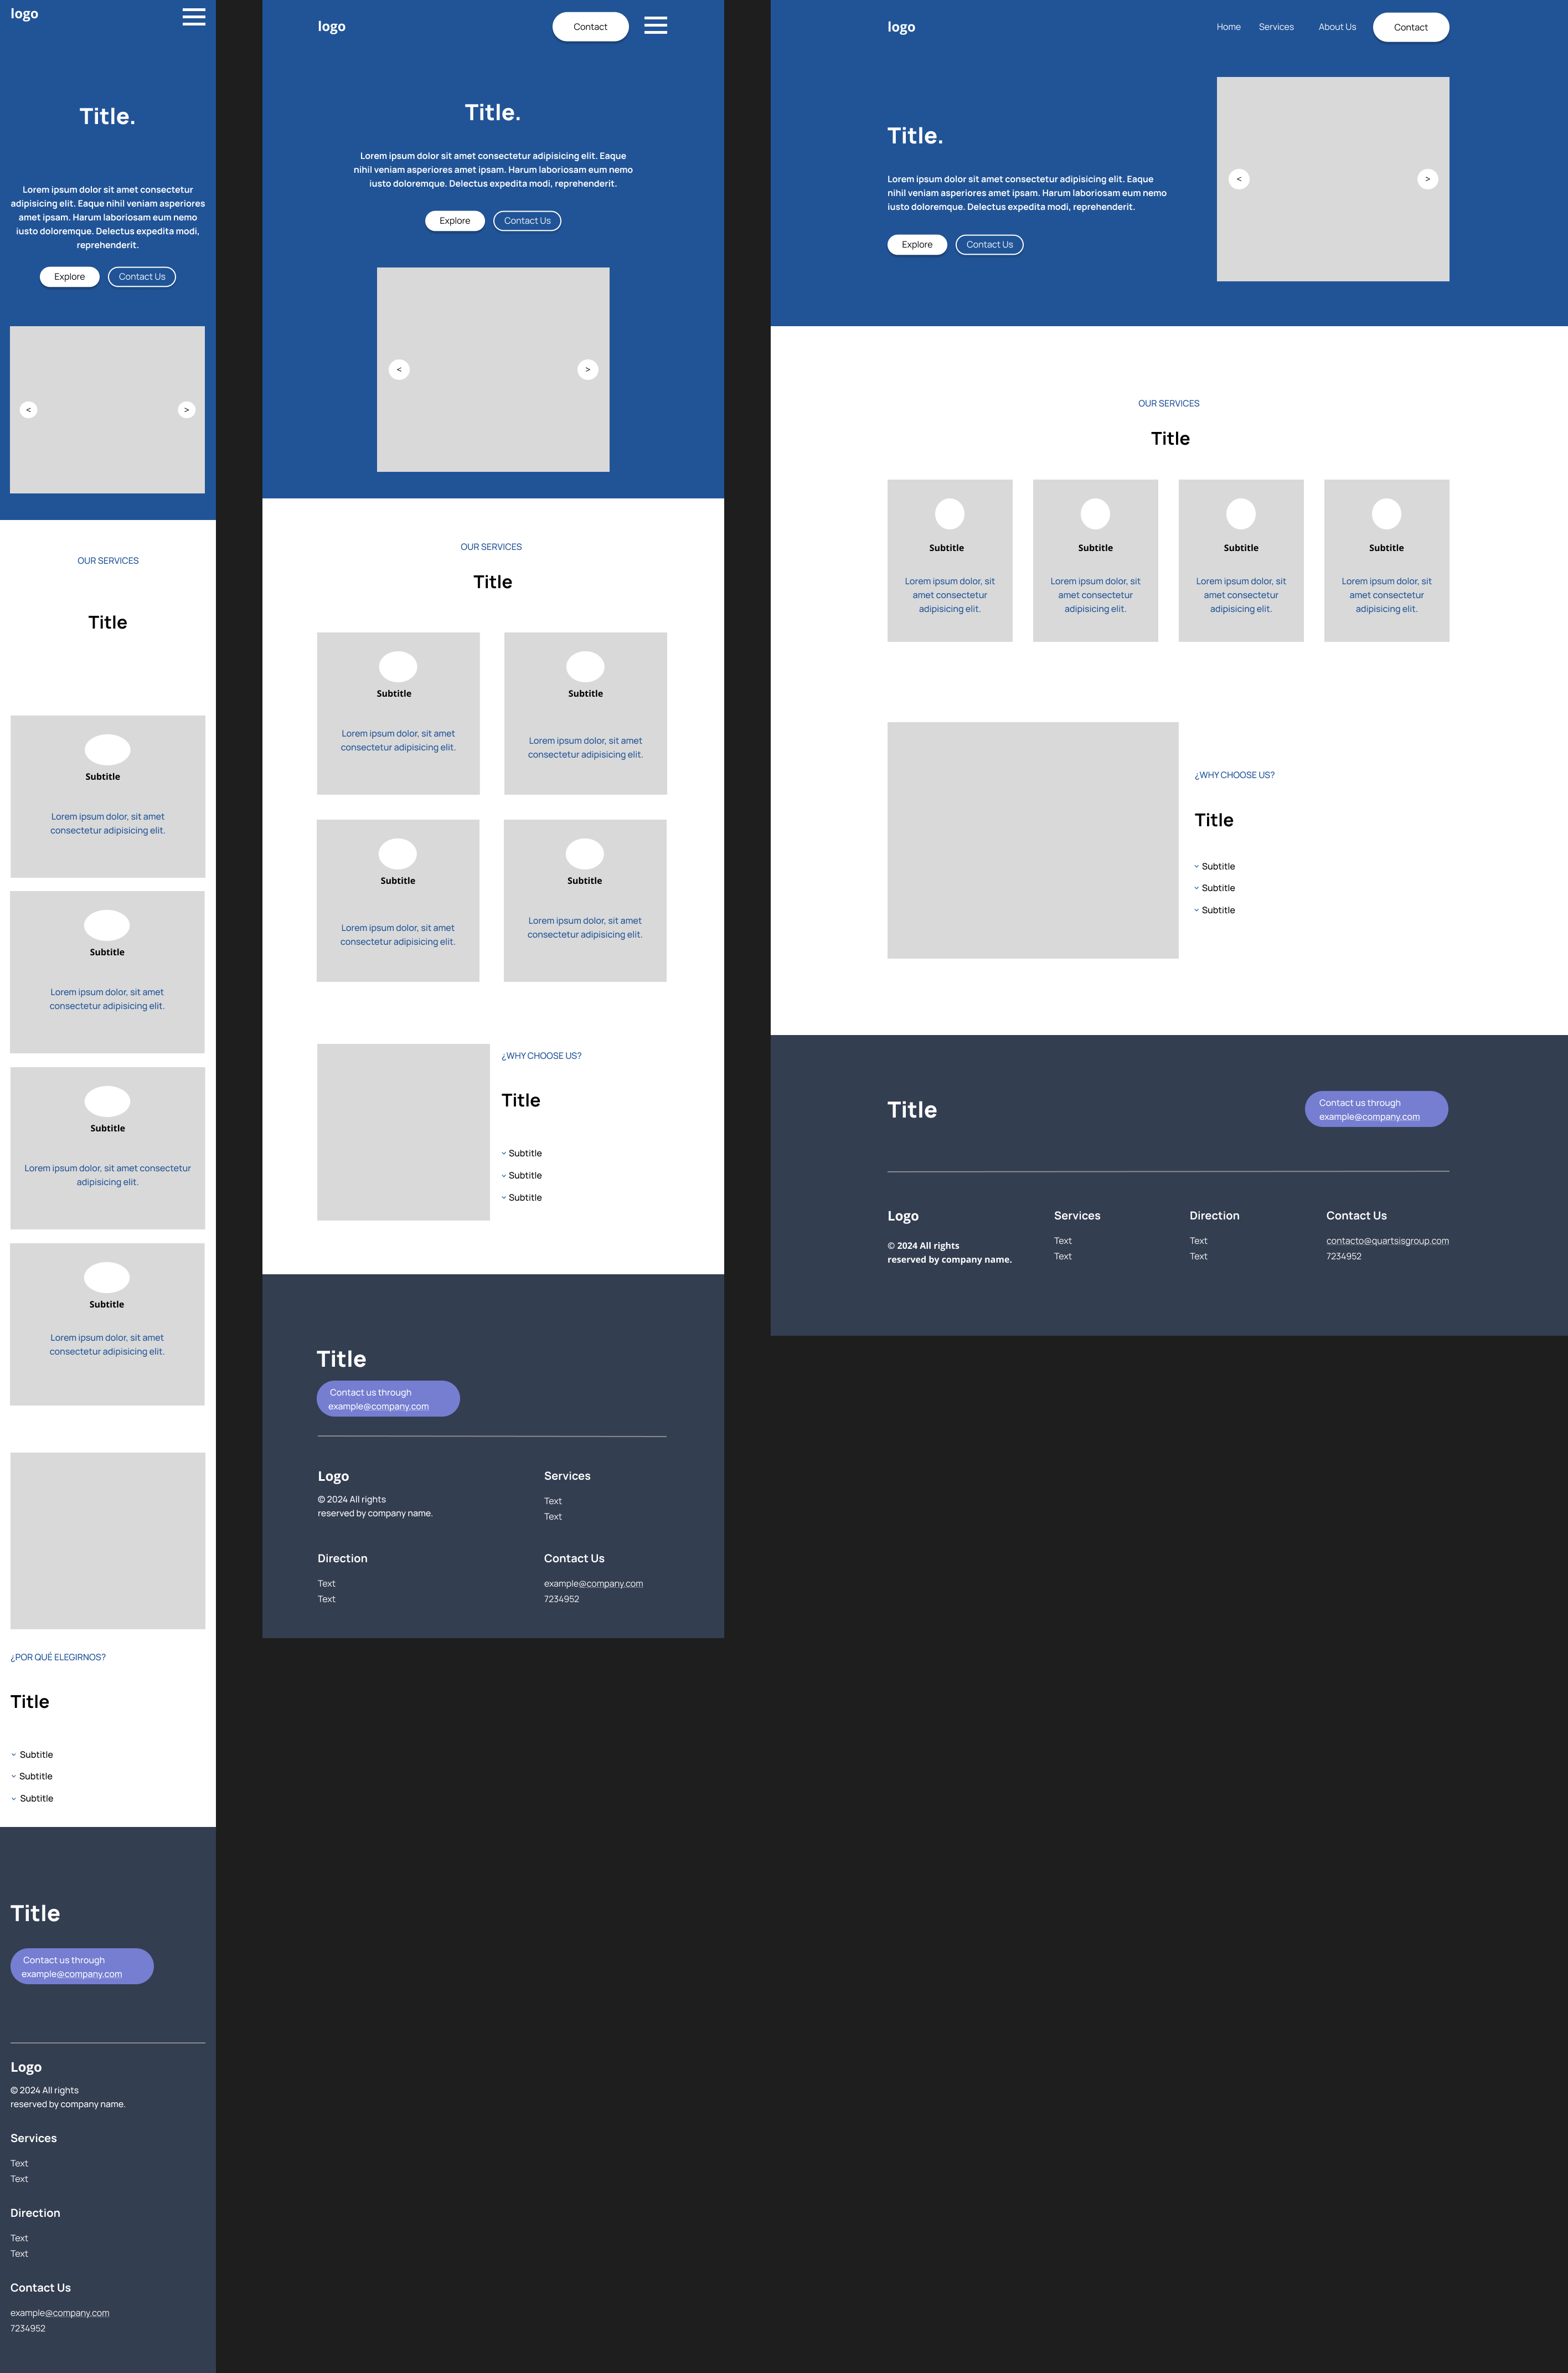 logo
Title.
Lorem ipsum dolor sit amet consectetur
adipisicing elit. Eaque nihil veniam asperiores
amet ipsam. Harum laboriosam eum nemo
iusto doloremque. Delectus expedita modi,
reprehenderit.
Explore
Contact Us
<
>
OUR SERVICES
Title
Subtitle
Lorem ipsum dolor, sit amet
consectetur adipisicing elit.
Subtitle
Lorem ipsum dolor, sit amet
consectetur adipisicing elit.
Subtitle
Lorem ipsum dolor, sit amet consectetur
adipisicing elit.
Subtitle
Lorem ipsum dolor, sit amet
consectetur adipisicing elit.
¿POR QUÉ ELEGIRNOS?
Title
Subtitle
Subtitle
Subtitle
Title
Contact us through
example@company.com
Logo
© 2024 All rights
reserved by company name.
Services
Text
Text
Direction
Text
Text
Contact Us
example@company.com
7234952
logo
Contact
Title.
Lorem ipsum dolor sit amet consectetur adipisicing elit. Eaque
nihil veniam asperiores amet ipsam. Harum laboriosam eum nemo
iusto doloremque. Delectus expedita modi, reprehenderit.
Explore
Contact Us
<
>
OUR SERVICES
Title
Subtitle
Lorem ipsum dolor, sit amet
consectetur adipisicing elit.
Subtitle
Lorem ipsum dolor, sit amet
consectetur adipisicing elit.
Subtitle
Lorem ipsum dolor, sit amet
consectetur adipisicing elit.
Subtitle
Lorem ipsum dolor, sit amet
consectetur adipisicing elit.
¿WHY CHOOSE US?
Title
Subtitle
Subtitle
Subtitle
Title
Contact us through
example@company.com
Logo
© 2024 All rights
reserved by company name.
Services
Text
Text
Direction
Text
Text
Contact Us
example@company.com
7234952
logo
Home
Services
About Us
Contact
Title.
Lorem ipsum dolor sit amet consectetur adipisicing elit. Eaque
nihil veniam asperiores amet ipsam. Harum laboriosam eum nemo
iusto doloremque. Delectus expedita modi, reprehenderit.
Explore
Contact Us
<
>
OUR SERVICES
Title
Subtitle
Lorem ipsum dolor, sit
amet consectetur
adipisicing elit.
Subtitle
Lorem ipsum dolor, sit
amet consectetur
adipisicing elit.
Subtitle
Lorem ipsum dolor, sit
amet consectetur
adipisicing elit.
Subtitle
Lorem ipsum dolor, sit
amet consectetur
adipisicing elit.
¿WHY CHOOSE US?
Title
Subtitle
Subtitle
Subtitle
Title
Contact us through
example@company.com
Logo
© 2024 All rights
reserved by company name.
Services
Text
Text
Direction
Text
Text
Contact Us
contacto@quartsisgroup.com
7234952